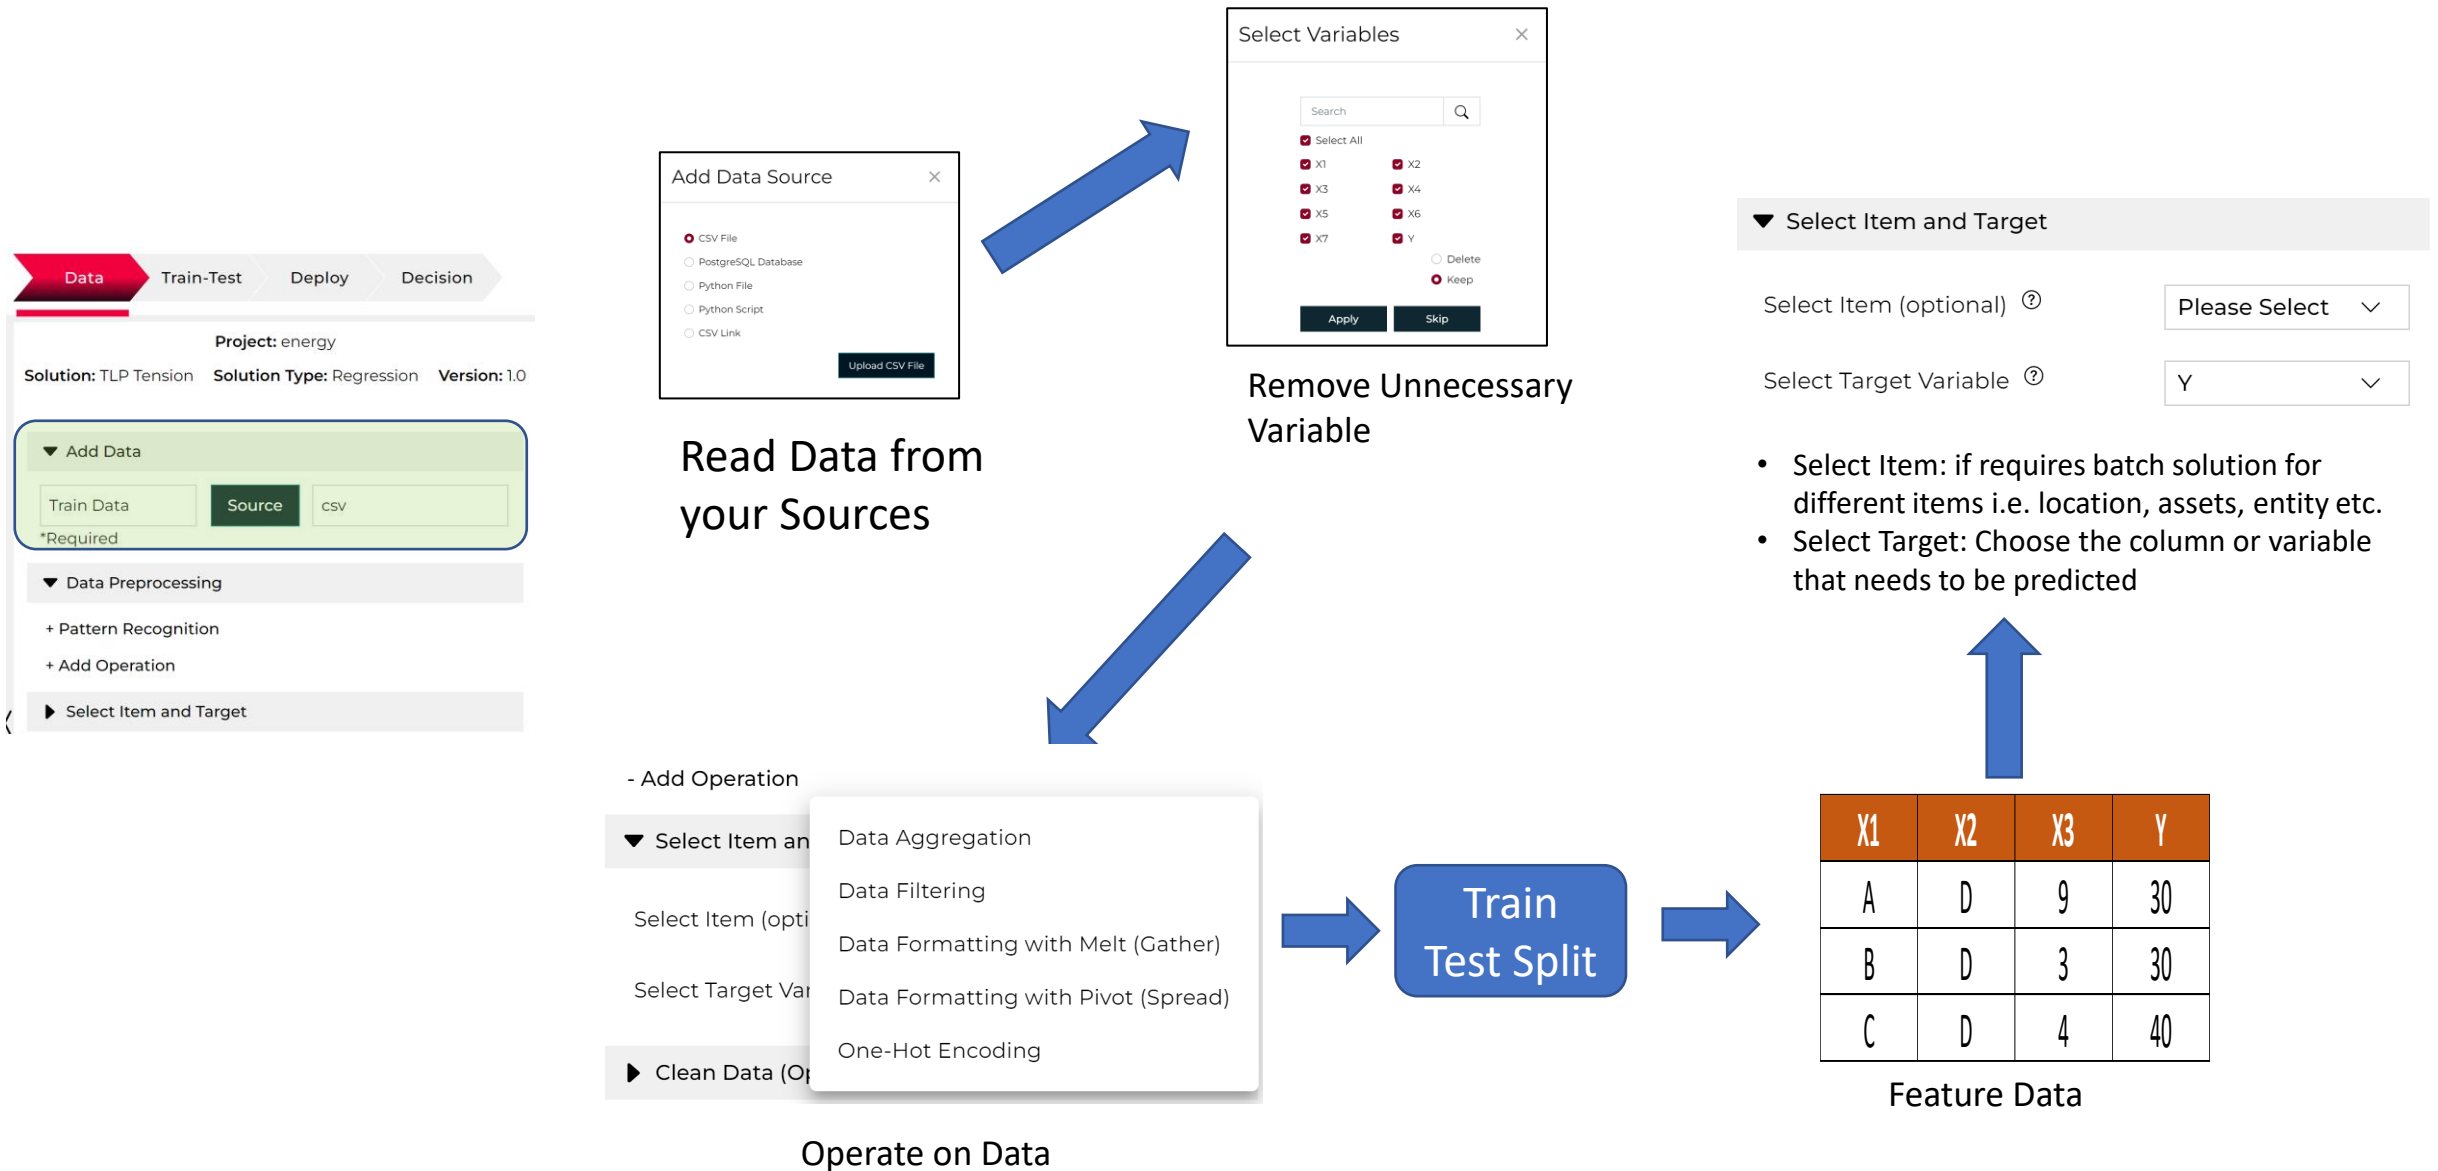 Data
Train-Test
Deploy
Decision
Project: energy
Solution: TLP Tension Solution Type: Regression Version: 1.0
Add Data
Train Data
Source
csv
*Required
Data Preprocessing
+ Pattern Recognition
+ Add Operation
Select Item and Target
Add Data Source
CSV File
PostgreSQL Database
Python File
Python Script
CSV Link
Upload CSV File
Read Data from
your Sources
Select Variables
Search
Select All
X1 X2
X3 X4
X5 X6
X7 Y
Delete
Keep
Apply Skip
Remove Unnecessary
Variable
- Add Operation
Select Item an
Select Item (opti
Select Target Var
Clean Data (Op
Data Aggregation
Data Filtering
Data Formatting with Melt (Gather)
Data Formatting with Pivot (Spread)
One-Hot Encoding
Operate on Data
Train
Test Split
X1 X2 X3 Y
A D 9 30
B D 3 30
C D 4 40
Feature Data
Select Item and Target
Select Item (optional) ? Please Select
Select Target Variable ? Y
• Select Item: if requires batch solution for
different items i.e. location, assets, entity etc.
• Select Target: Choose the column or variable
that needs to be predicted